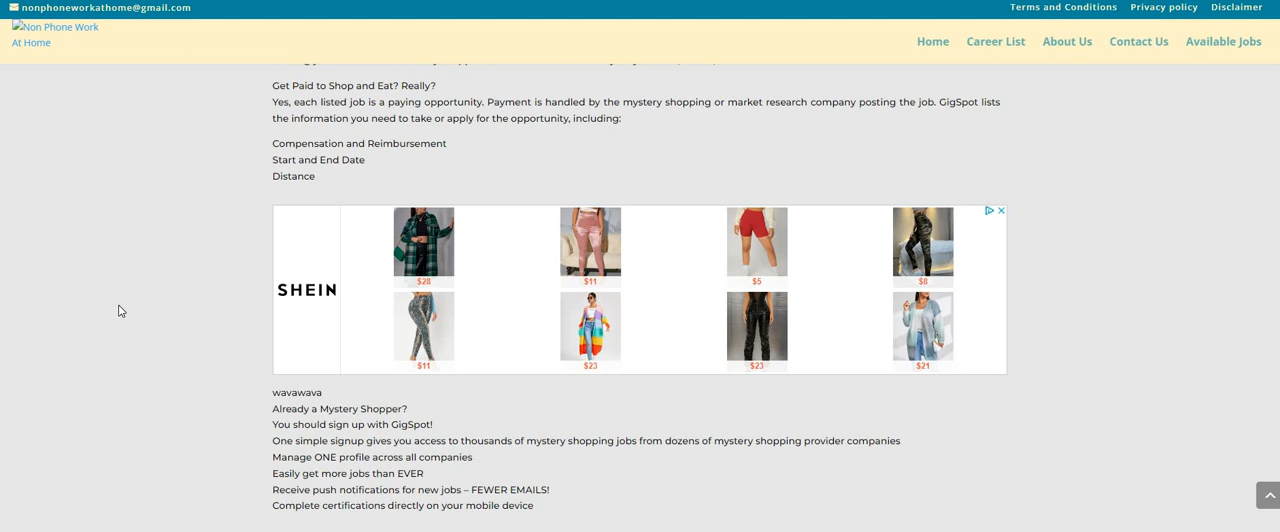 nonphoneworkathome@gmail.com
Terms and Conditions Privacy policy Disclaimer
Non Phone Work
At Home
Home Career List About Us Contact Us Available Jobs
Get Paid to Shop and Eat? Really?
Yes, each listed job is a paying opportunity. Payment is handled by the mystery shopping or market research company posting the job. GigSpot lists
the information you need to take or apply for the opportunity, including:
Compensation and Reimbursement
Start and End Date
Distance
SHEIN
$28 $11 $5 $8
$11 $23 $23 $21
wavawava
Already a Mystery Shopper?
You should sign up with GigSpot!
One simple signup gives you access to thousands of mystery shopping jobs from dozens of mystery shopping provider companies
Manage ONE profile across all companies
Easily get more jobs than EVER
Receive push notifications for new jobs – FEWER EMAILS!
Complete certifications directly on your mobile device